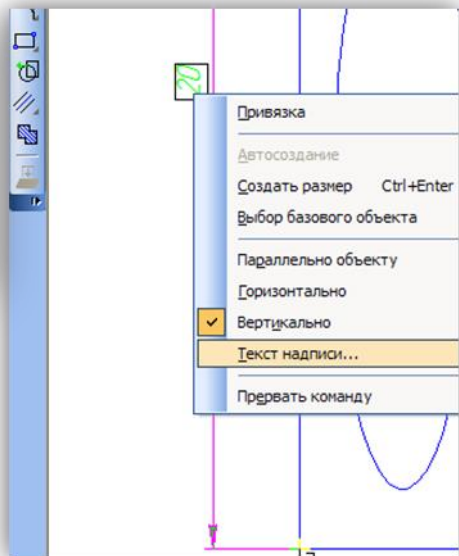 20
Привязка
Автосоздание
Создать размер Ctrl+Enter
Выбор базового объекта
Параллельно объекту
Горизонтально
Вертикально
Текст надписи...
Прервать команду